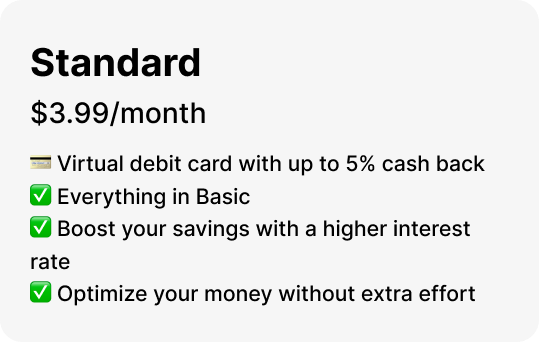 Standard
$3.99/month
💳 Virtual debit card with up to 5% cash back
✅ Everything in Basic
✅ Boost your savings with a higher interest
rate
✅ Optimize your money without extra effort